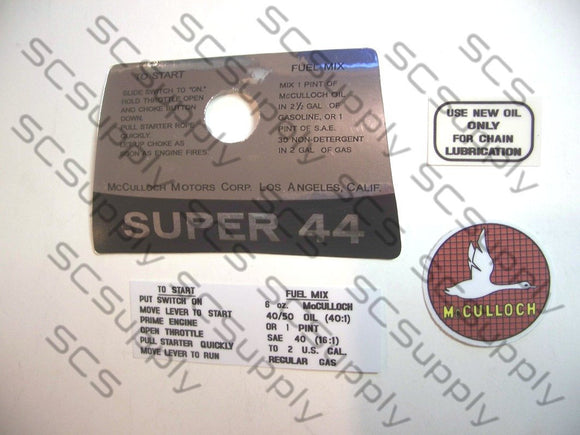 TO START
SLIDE SWITCH TO "ON."
HOLD THROTTLE OPEN
AND CHOKE BUTTON
DOWN.
PULL STARTER ROPE
QUICKLY.
UP CHOKE AS
SOON AS ENGINE FIRES.
FUEL MIX
MIX 1 PINT OF
McCULLOCH OIL
IN 2½ GAL OF
GASOLINE, OR 1
PINT OF S.A.E.
30 NON-DETERGENT
IN 2 GAL OF GAS
McCULLOCH MOTORS CORP. LOS ANGELES, CALIF.
SUPER 44
USE NEW OIL
ONLY
FOR CHAIN
LUBRICATION
McCULLOCH
TO START
PUT SWITCH ON
MOVE LEVER TO START
PRIME ENGINE
OPEN THROTTLE
PULL STARTER QUICKLY
MOVE LEVER TO RUN
FUEL MIX
8 oz. McCULLOCH
40/50 OIL (40:1)
OR 1 PINT
SAE 40 (16:1)
TO 2 U.S. GAL.
REGULAR GAS
SCSupply